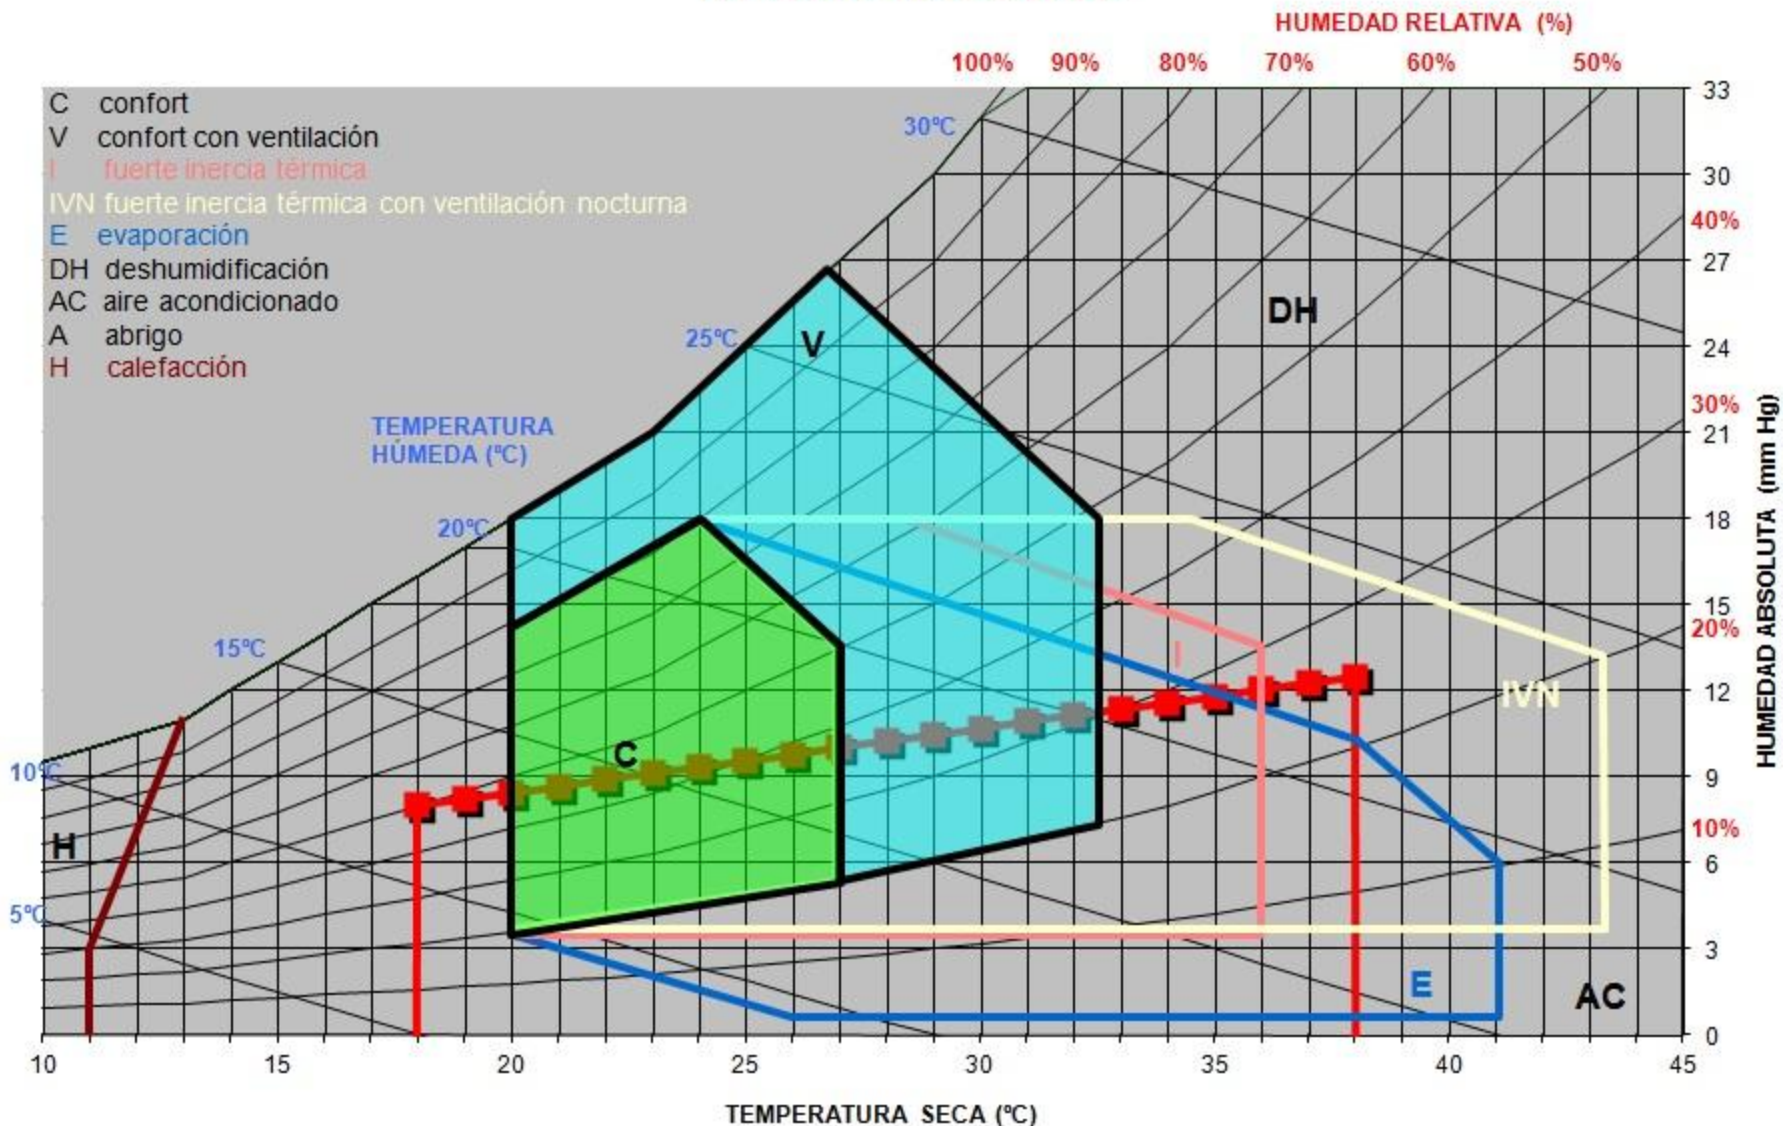 HUMEDAD RELATIVA (%)
100% 90% 80% 70% 60% 50%
C confort
V confort con ventilación
I fuerte inercia térmica
IVN fuerte inercia térmica con ventilación nocturna
E evaporación
DH deshumidificación
AC aire acondicionado
A abrigo
H calefacción
30ºC
25ºC
TEMPERATURA
HÚMEDA (ºC)
20ºC
15ºC
10ºC
5ºC
V
DH
C
I
IVN
H
E
AC
33
30
40%
27
24
30%
21
18
15
20%
12
9
10%
6
3
0
HUMEDAD ABSOLUTA (mm Hg)
10 15 20 25 30 35 40 45
TEMPERATURA SECA (ºC)